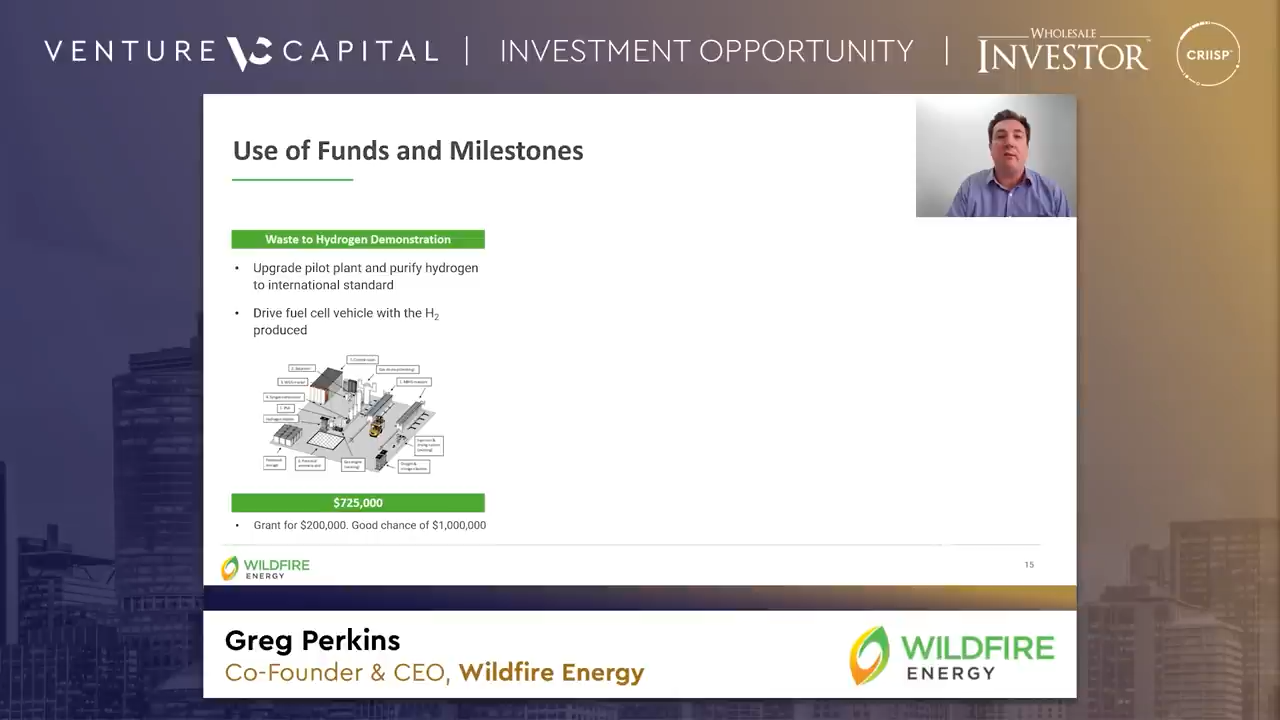 VENTURE VC CAPITAL | INVESTMENT OPPORTUNITY | WHOLESALE INVESTOR CRIISP
Use of Funds and Milestones
Waste to Hydrogen Demonstration
• Upgrade pilot plant and purify hydrogen
to international standard
• Drive fuel cell vehicle with the H₂
produced
$725,000
• Grant for $200,000. Good chance of $1,000,000
WILDFIRE
ENERGY
15
Greg Perkins
Co-Founder & CEO, Wildfire Energy
WILDFIRE
ENERGY